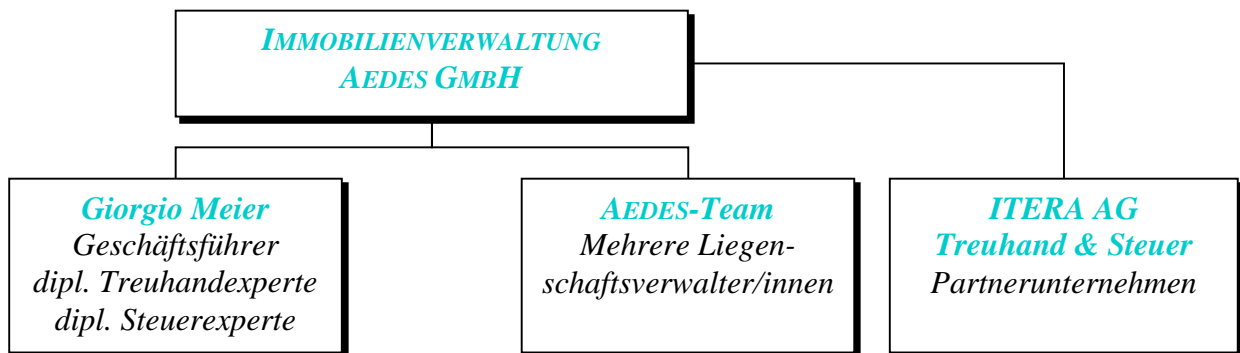 IMMOBILIENVERWALTUNG
AEDES GMBH
Giorgio Meier
Geschäftsführer
dipl. Treuhandexperte
dipl. Steuerexperte
AEDES-Team
Mehrere Liegen-
schaftsverwalter/innen
ITERA AG
Treuhand & Steuer
Partnerunternehmen